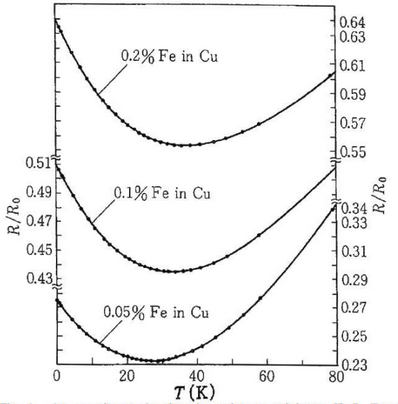 0.64
0.63
0.2% Fe in Cu
0.61
0.59
0.57
0.55
0.51
0.49
0.47
0.45
0.43
R/R0
0.1% Fe in Cu
R/R0
0.34
0.33
0.31
0.29
0.27
0.25
0.23
0.05% Fe in Cu
0 20 40 60 80
T (K)